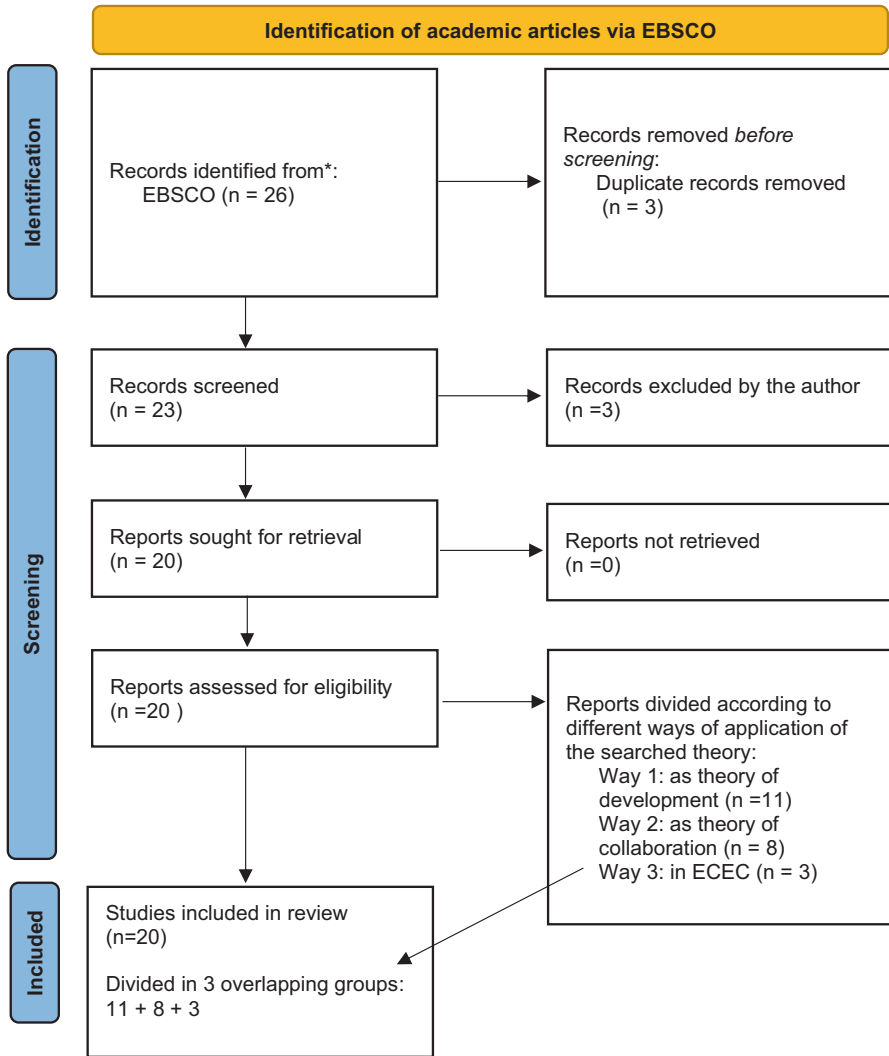 Identification of academic articles via EBSCO
Identification
Records identified from*:
EBSCO (n = 26)
Records removed before
screening:
Duplicate records removed
(n = 3)
Screening
Records screened
(n = 23)
Records excluded by the author
(n =3)
Reports sought for retrieval
(n = 20)
Reports not retrieved
(n =0)
Reports assessed for eligibility
(n =20 )
Reports divided according to
different ways of application of
the searched theory:
Way 1: as theory of
development (n =11)
Way 2: as theory of
collaboration (n = 8)
Way 3: in ECEC (n = 3)
Included
Studies included in review
(n=20)
Divided in 3 overlapping groups:
11 + 8 + 3